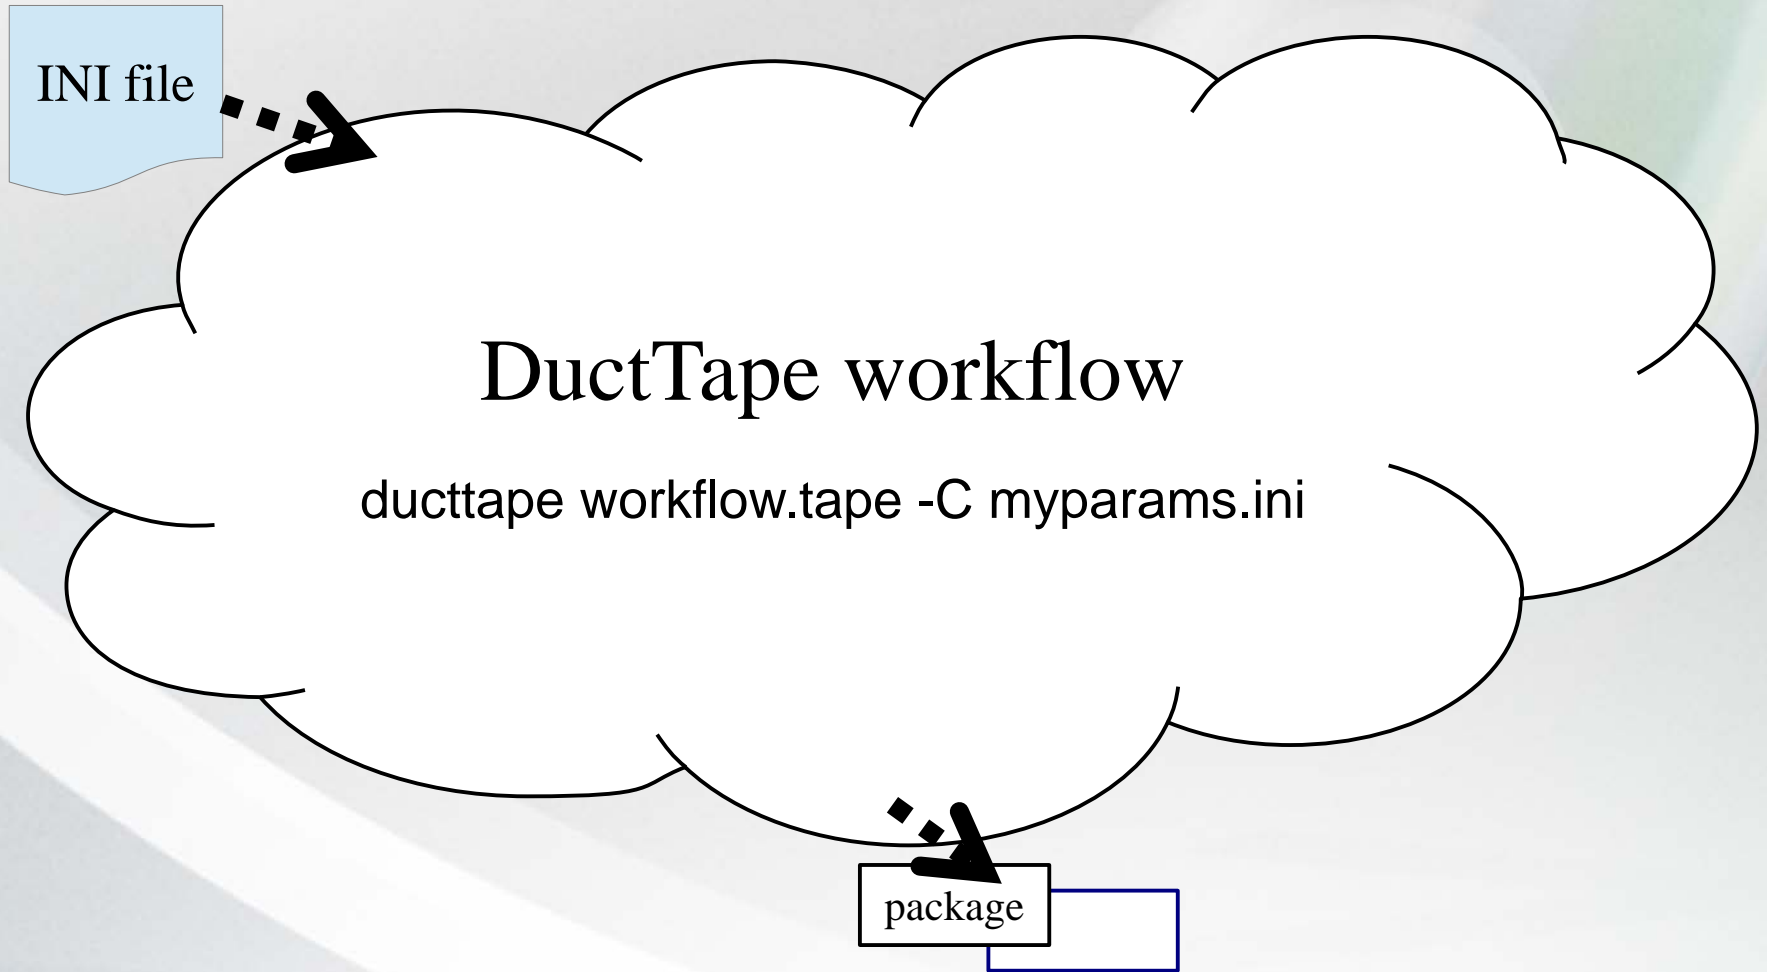 INI file
DuctTape workflow
ducttape workflow.tape -C myparams.ini
package